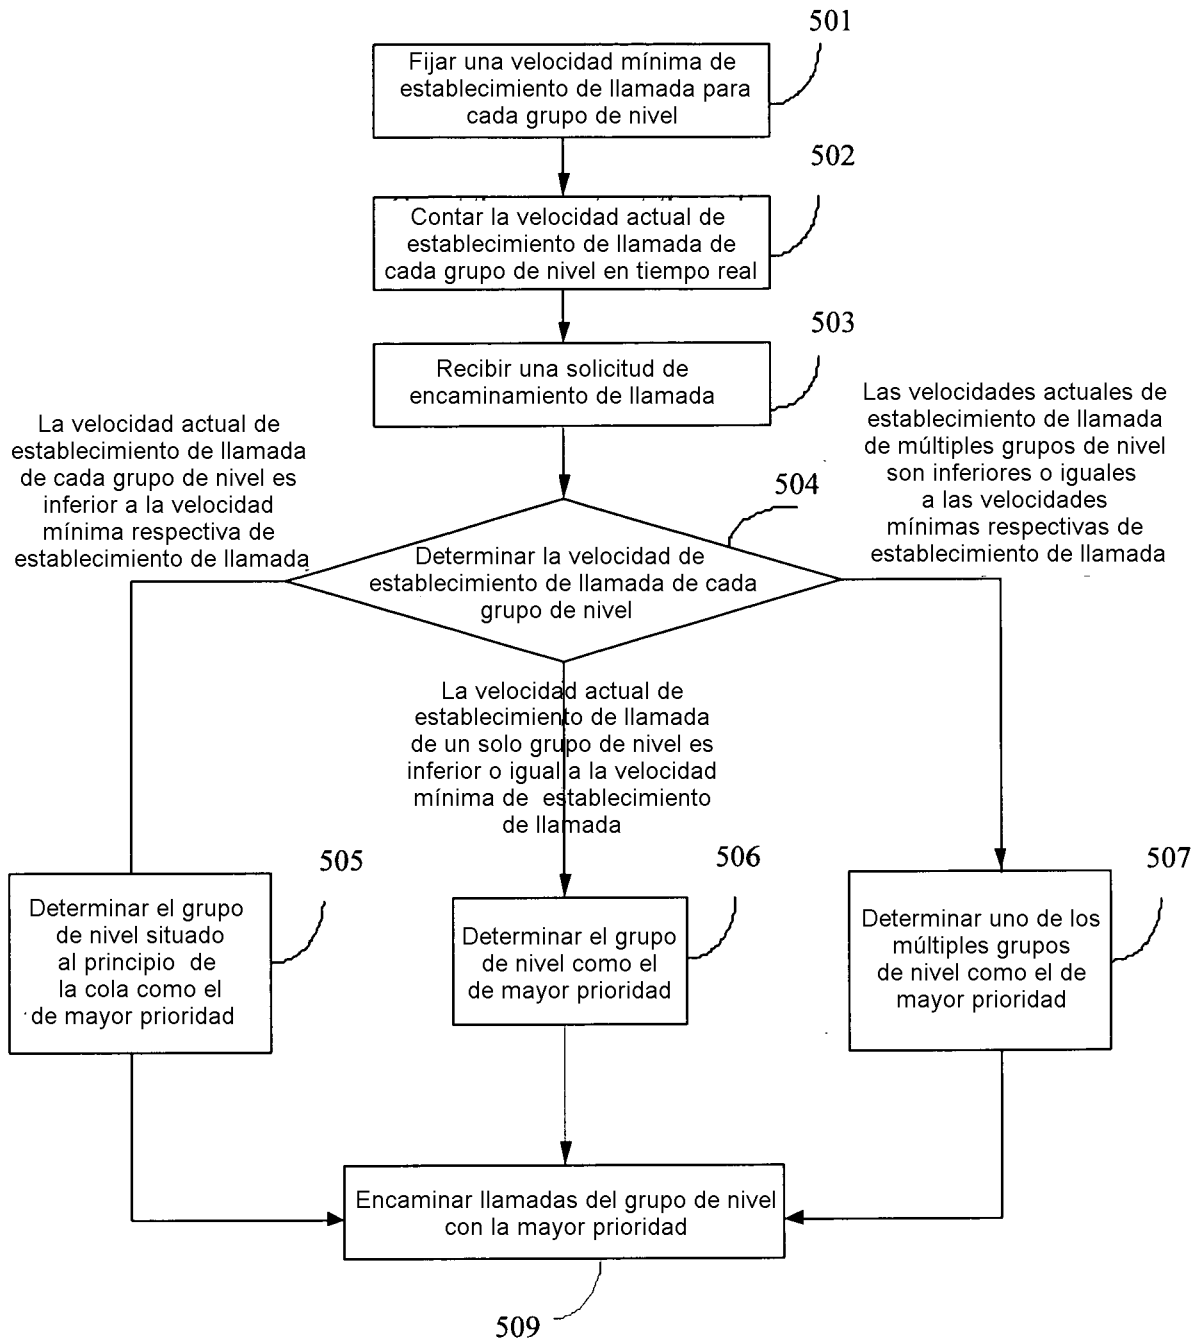 501
Fijar una velocidad mínima de
establecimiento de llamada para
cada grupo de nivel
502
Contar la velocidad actual de
establecimiento de llamada de
cada grupo de nivel en tiempo real
503
Recibir una solicitud de
encaminamiento de llamada
La velocidad actual de
establecimiento de llamada
de cada grupo de nivel es
inferior a la velocidad
mínima respectiva de
establecimiento de llamada
Las velocidades actuales de
establecimiento de llamada
de múltiples grupos de nivel
son inferiores o iguales
a las velocidades
mínimas respectivas de
establecimiento de llamada
504
Determinar la velocidad de
establecimiento de llamada de cada
grupo de nivel
La velocidad actual de
establecimiento de llamada
de un solo grupo de nivel es
inferior o igual a la velocidad
mínima de establecimiento
de llamada
505
Determinar el grupo
de nivel situado
al principio de
la cola como el
de mayor prioridad
506
Determinar el grupo
de nivel como el
de mayor prioridad
507
Determinar uno de los
múltiples grupos
de nivel como el de
mayor prioridad
Encaminar llamadas del grupo de nivel
con la mayor prioridad
509